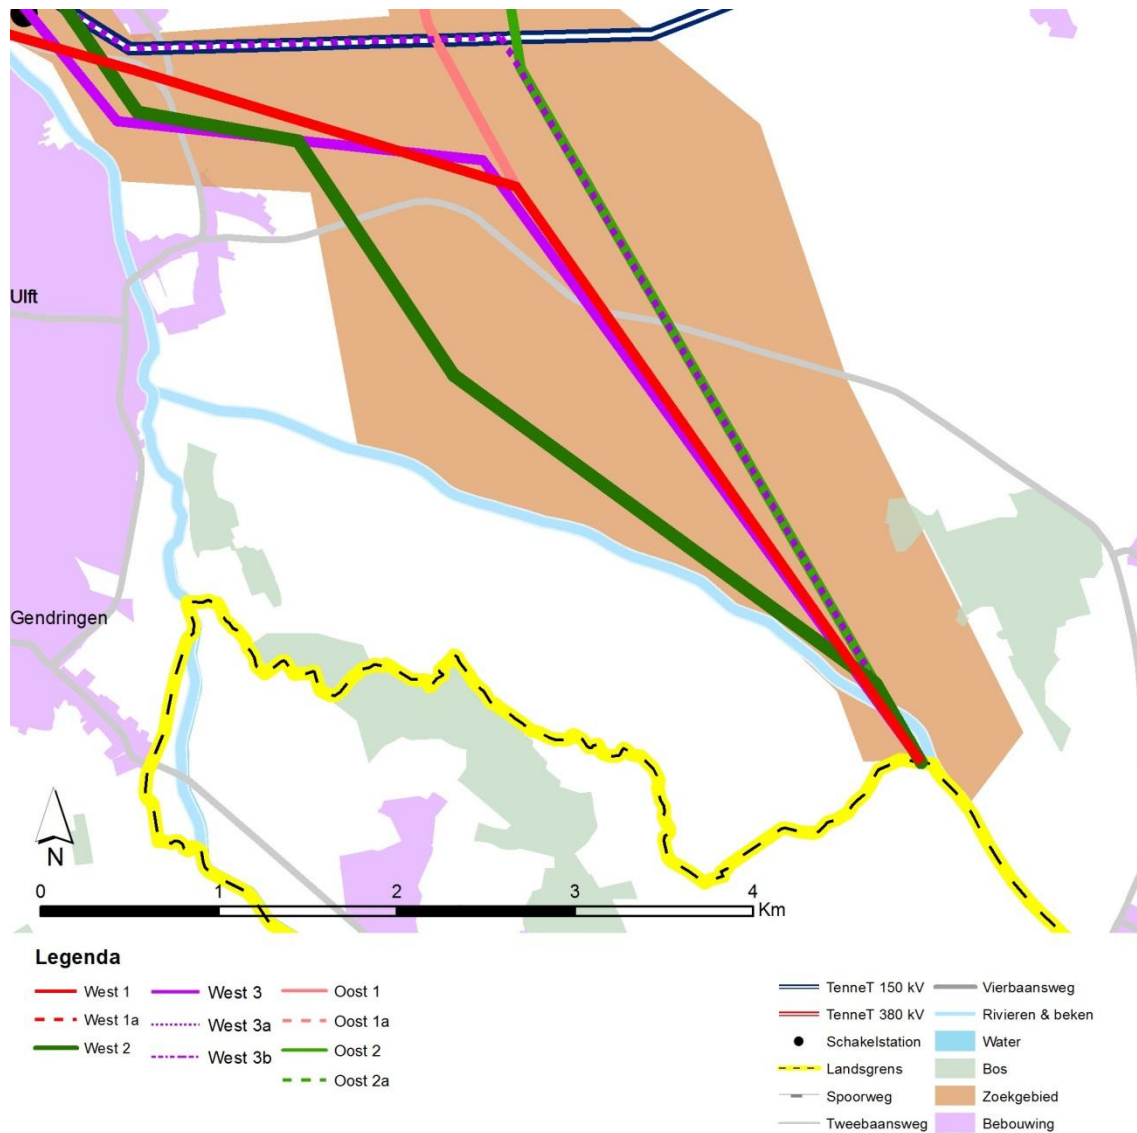 Ulft
Gendringen
N
0 1 2 3 4
Km
Legenda
West 1
West 1a
West 2
West 3
West 3a
West 3b
Oost 1
Oost 1a
Oost 2
Oost 2a
TenneT 150 kV
TenneT 380 kV
Schakelstation
Landsgrens
Spoorweg
Tweebaansweg
Vierbaansweg
Rivieren & beken
Water
Bos
Zoekgebied
Bebouwing